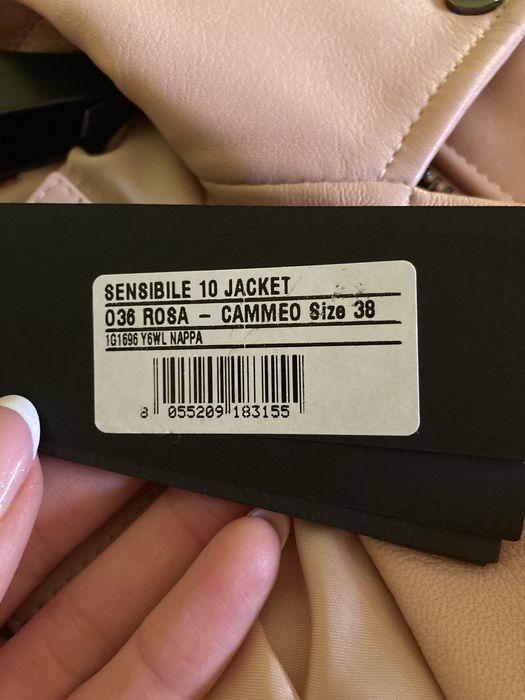 SENSIBILE 10 JACKET
036 ROSA - CAMMEO Size 38
1G1696 Y6WL NAPPA
8 055209 183155